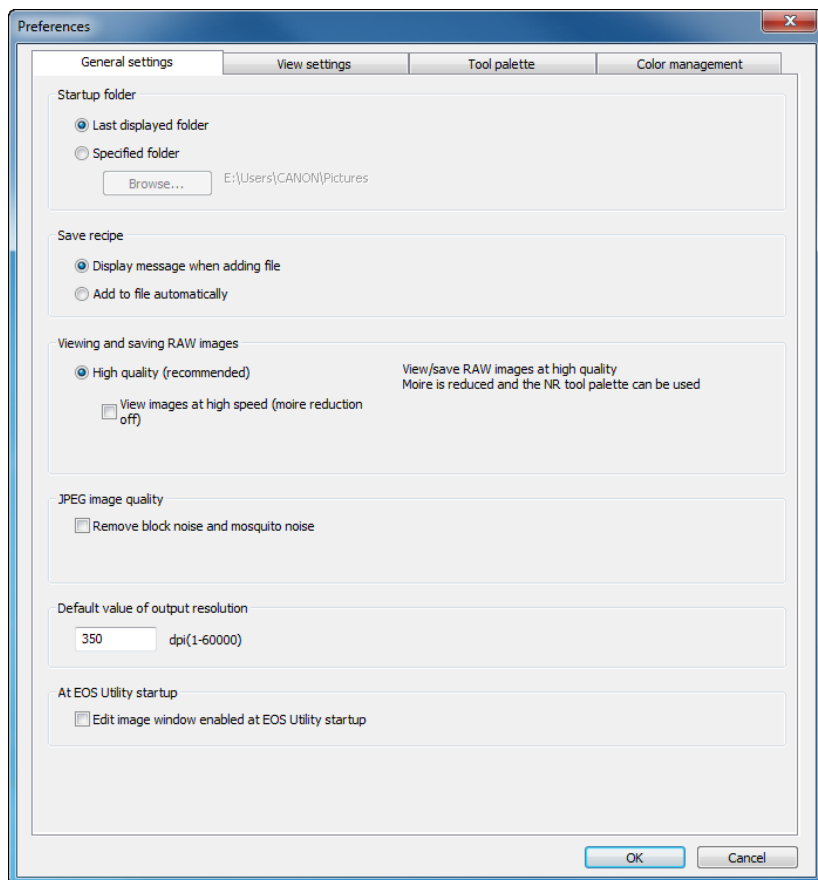 Preferences
General settings
View settings
Tool palette
Color management
Startup folder
Last displayed folder
Specified folder
Browse...
E:\Users\CANON\Pictures
Save recipe
Display message when adding file
Add to file automatically
Viewing and saving RAW images
High quality (recommended)
View/save RAW images at high quality
Moire is reduced and the NR tool palette can be used
View images at high speed (moire reduction
off)
JPEG image quality
Remove block noise and mosquito noise
Default value of output resolution
350 dpi(1-60000)
At EOS Utility startup
Edit image window enabled at EOS Utility startup
OK
Cancel